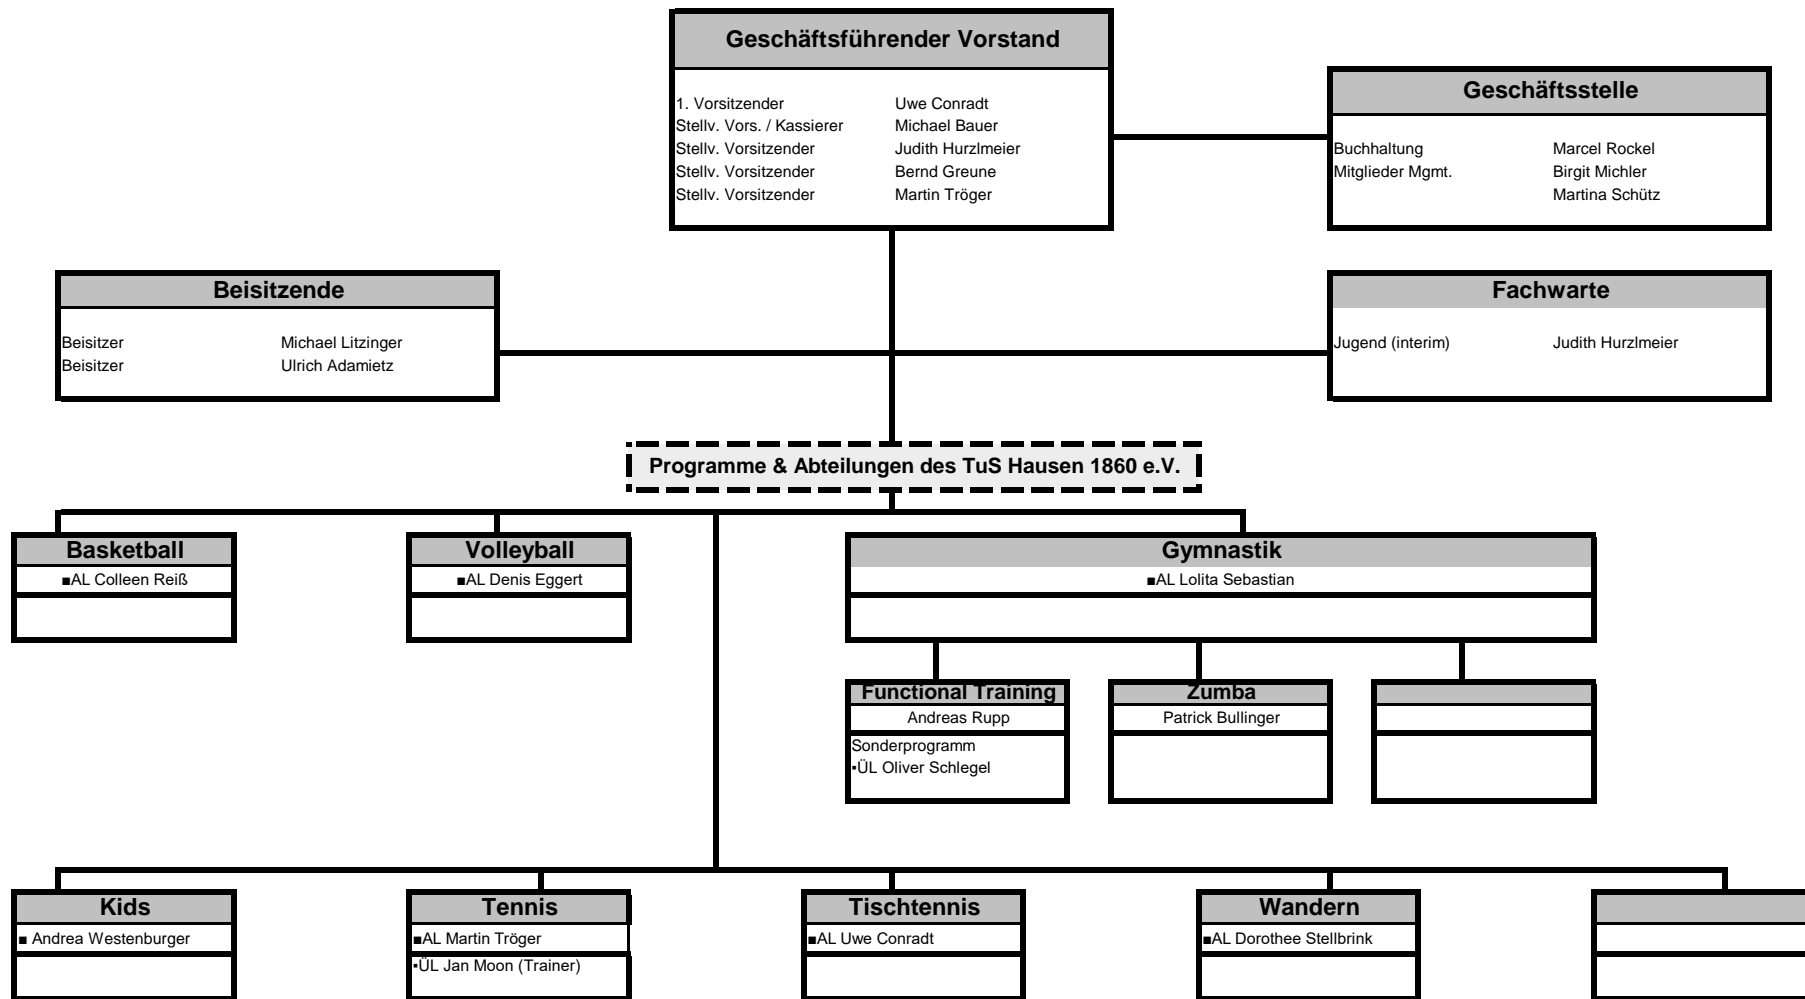 Geschäftsführender Vorstand
1. Vorsitzender Uwe Conradt
Stellv. Vors. / Kassierer Michael Bauer
Stellv. Vorsitzender Judith Hurzlmeier
Stellv. Vorsitzender Bernd Greune
Stellv. Vorsitzender Martin Tröger
Geschäftsstelle
Buchhaltung Marcel Rockel
Mitglieder Mgmt. Birgit Michler
Martina Schütz
Beisitzende
Beisitzer Michael Litzinger
Beisitzer Ulrich Adamietz
Fachwarte
Jugend (interim) Judith Hurzlmeier
Programme & Abteilungen des TuS Hausen 1860 e.V.
Basketball
■AL Colleen Reiß
Volleyball
■AL Denis Eggert
Gymnastik
■AL Lolita Sebastian
Functional Training
Andreas Rupp
Sonderprogramm
▪ÜL Oliver Schlegel
Zumba
Patrick Bullinger
Kids
■ Andrea Westenburger
Tennis
■AL Martin Tröger
▪ÜL Jan Moon (Trainer)
Tischtennis
■AL Uwe Conradt
Wandern
■AL Dorothee Stellbrink